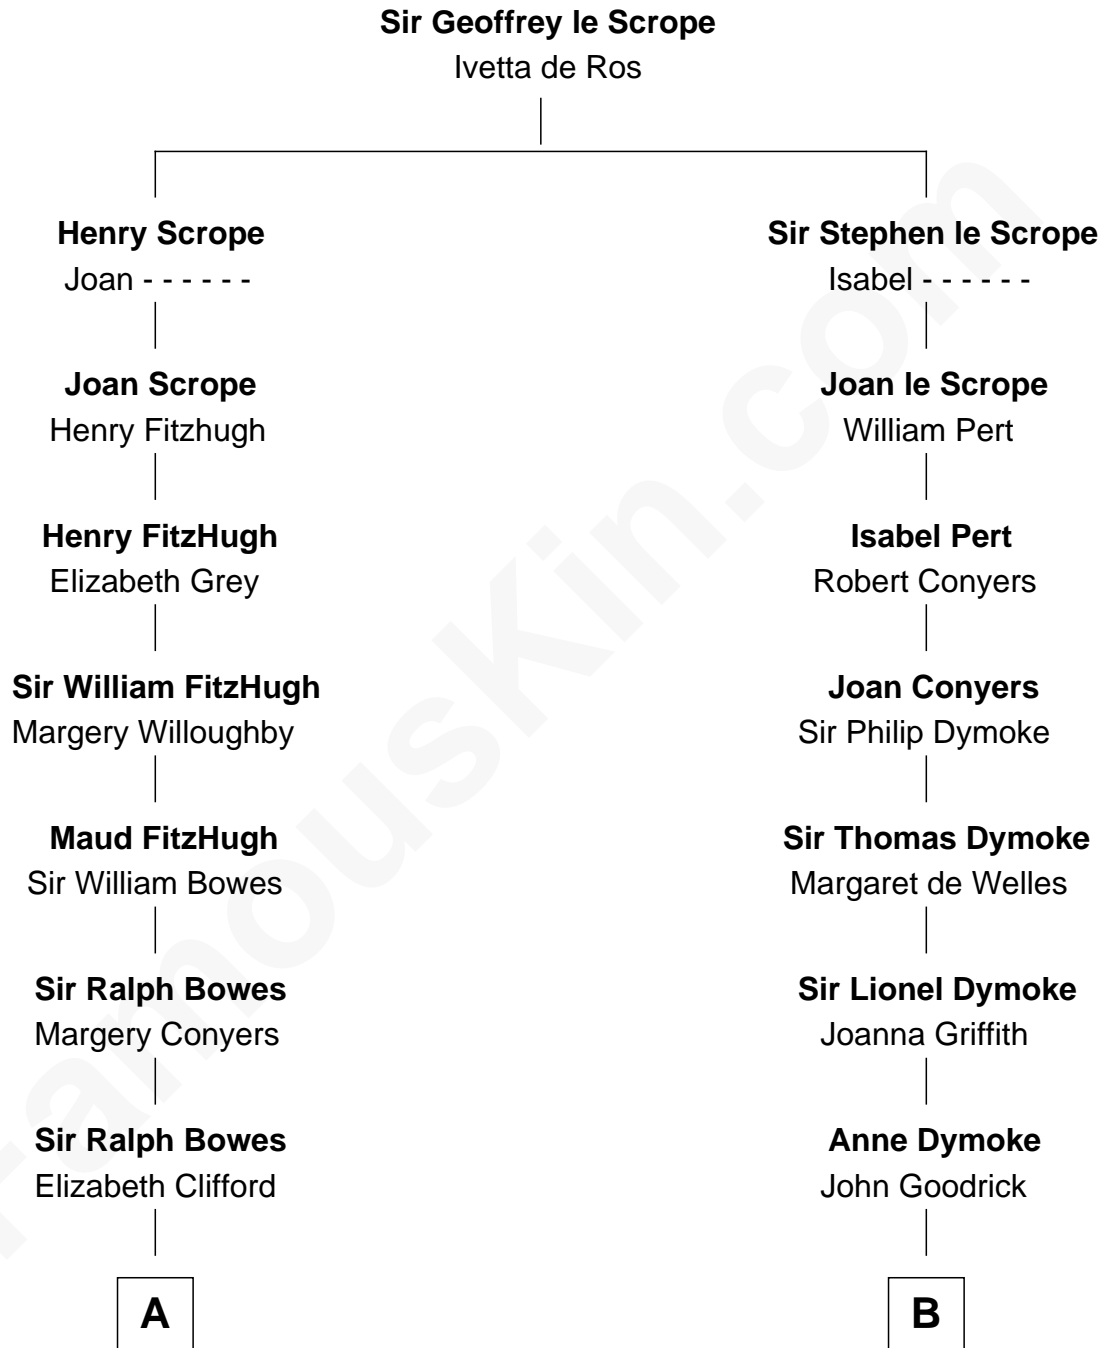 Sir Geoffrey le Scrope
Ivetta de Ros
Henry Scrope
Joan - - - - - -
Joan Scrope
Henry Fitzhugh
Henry FitzHugh
Elizabeth Grey
Sir William FitzHugh
Margery Willoughby
Maud FitzHugh
Sir William Bowes
Sir Ralph Bowes
Margery Conyers
Sir Ralph Bowes
Elizabeth Clifford
A
Sir Stephen le Scrope
Isabel - - - - - -
Joan le Scrope
William Pert
Isabel Pert
Robert Conyers
Joan Conyers
Sir Philip Dymoke
Sir Thomas Dymoke
Margaret de Welles
Sir Lionel Dymoke
Joanna Griffith
Anne Dymoke
John Goodrick
B
FamousKin.com